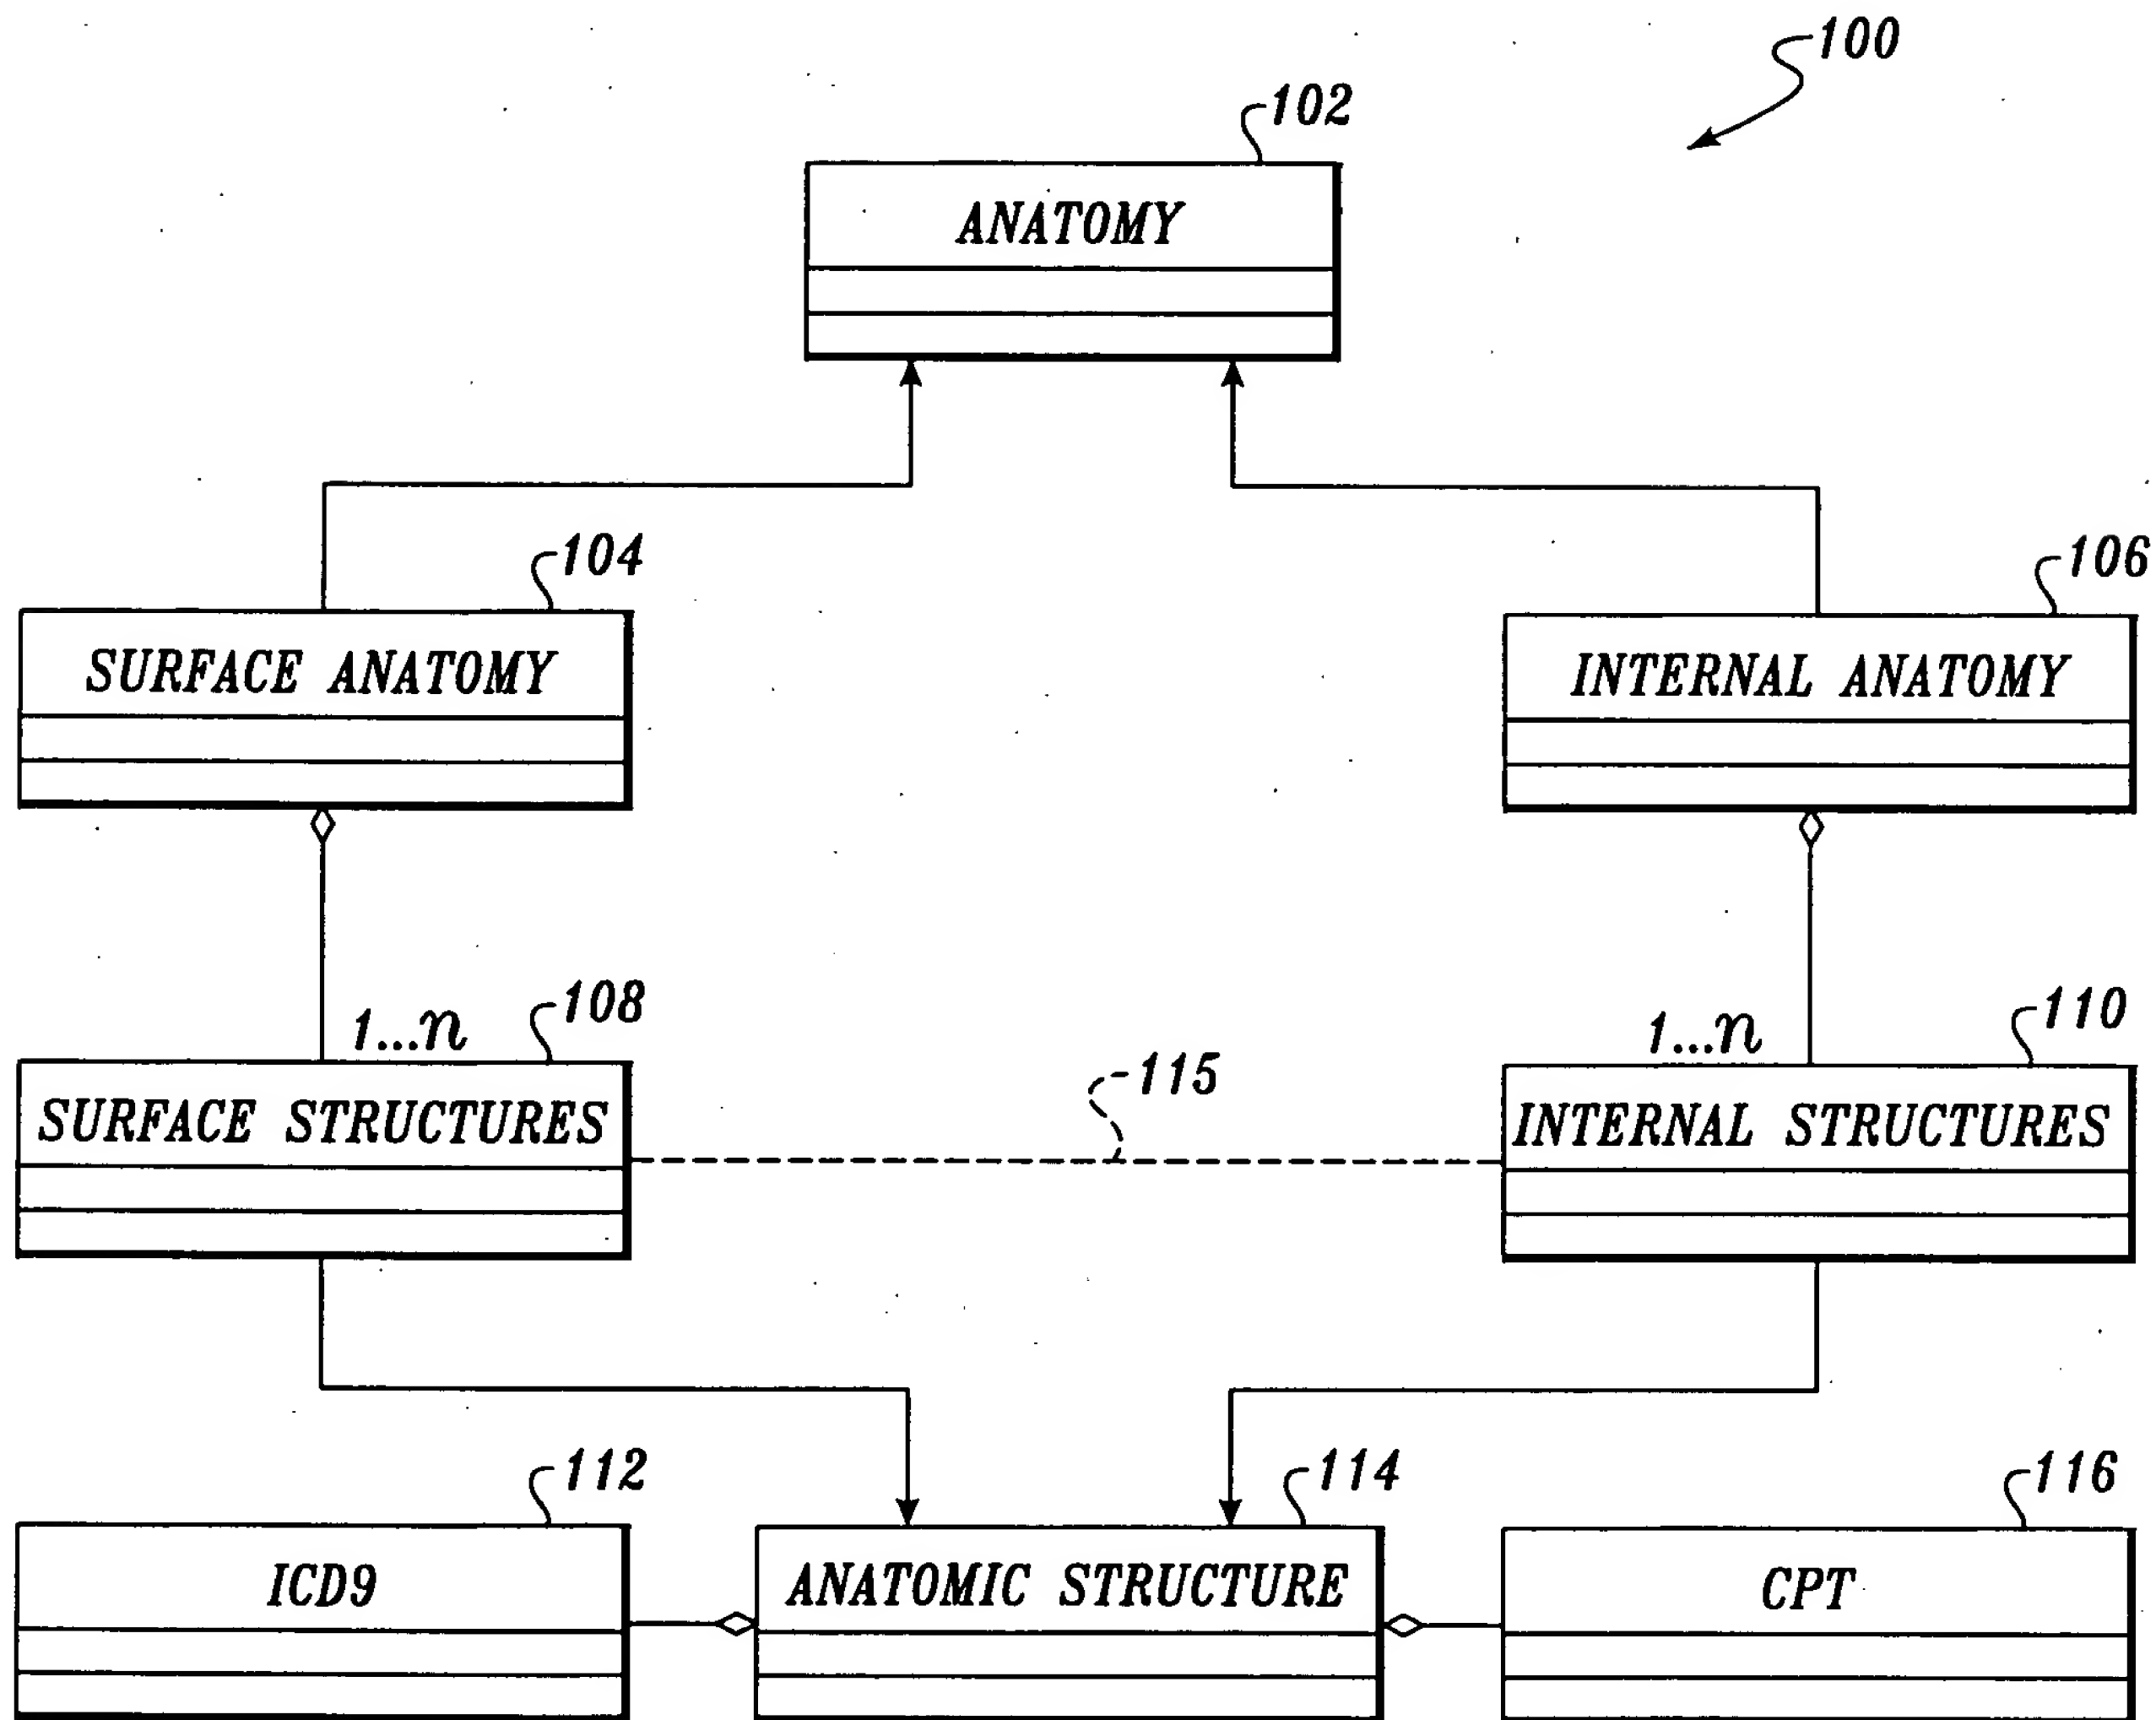 100
102
ANATOMY
104
106
SURFACE ANATOMY
INTERNAL ANATOMY
1...n
108
1...n
110
SURFACE STRUCTURES
115
INTERNAL STRUCTURES
112
114
116
ICD9
ANATOMIC STRUCTURE
CPT